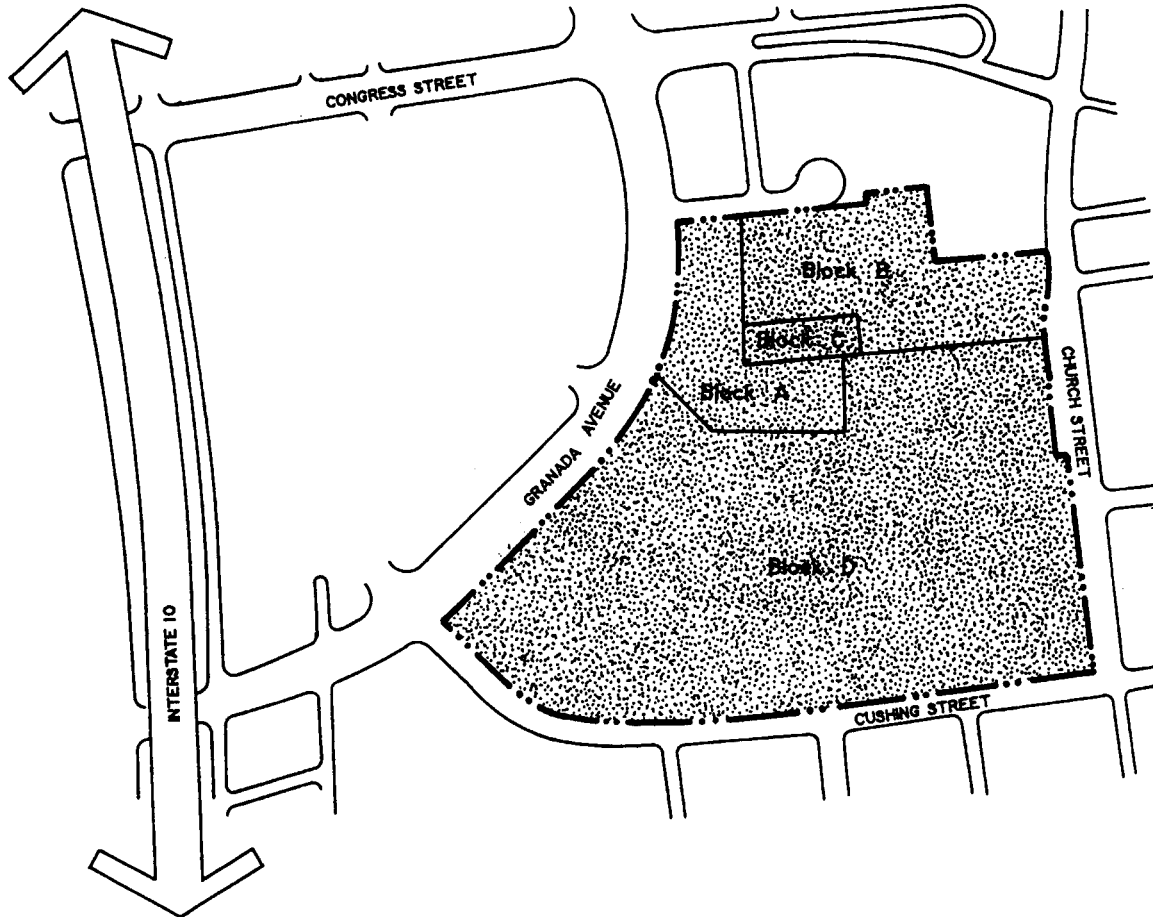 CONGRESS STREET
Block B
Block C
CHURCH STREET
Block A
GRANADA AVENUE
Block D
INTERSTATE 10
CUSHING STREET